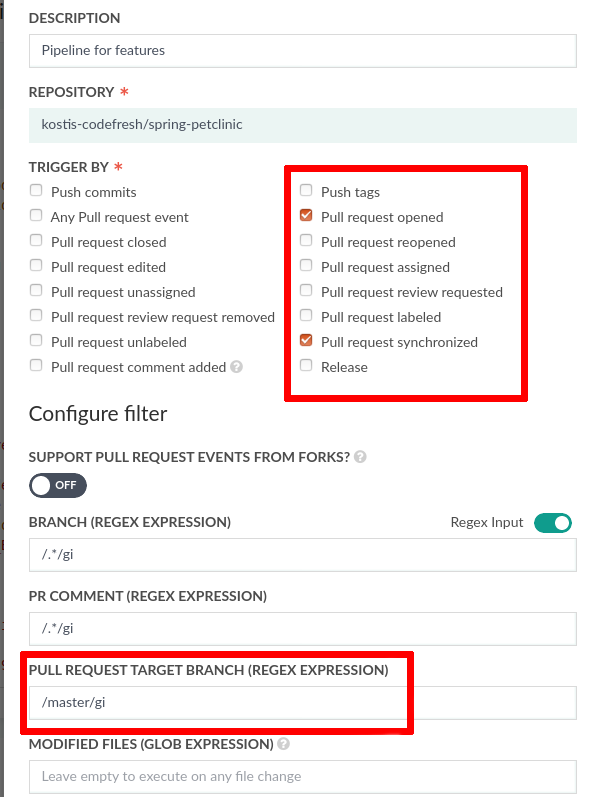 DESCRIPTION
Pipeline for features
REPOSITORY *
kostis-codefresh/spring-petclinic
TRIGGER BY *
Push commits
Push tags
Any Pull request event
Pull request opened
Pull request closed
Pull request reopened
Pull request edited
Pull request assigned
Pull request unassigned
Pull request review requested
Pull request review request removed
Pull request labeled
Pull request unlabeled
Pull request synchronized
Pull request comment added ?
Release
Configure filter
SUPPORT PULL REQUEST EVENTS FROM FORKS? ?
OFF
BRANCH (REGEX EXPRESSION)
Regex Input
/.*/gi
PR COMMENT (REGEX EXPRESSION)
/.*/gi
PULL REQUEST TARGET BRANCH (REGEX EXPRESSION)
/master/gi
MODIFIED FILES (GLOB EXPRESSION) ?
Leave empty to execute on any file change